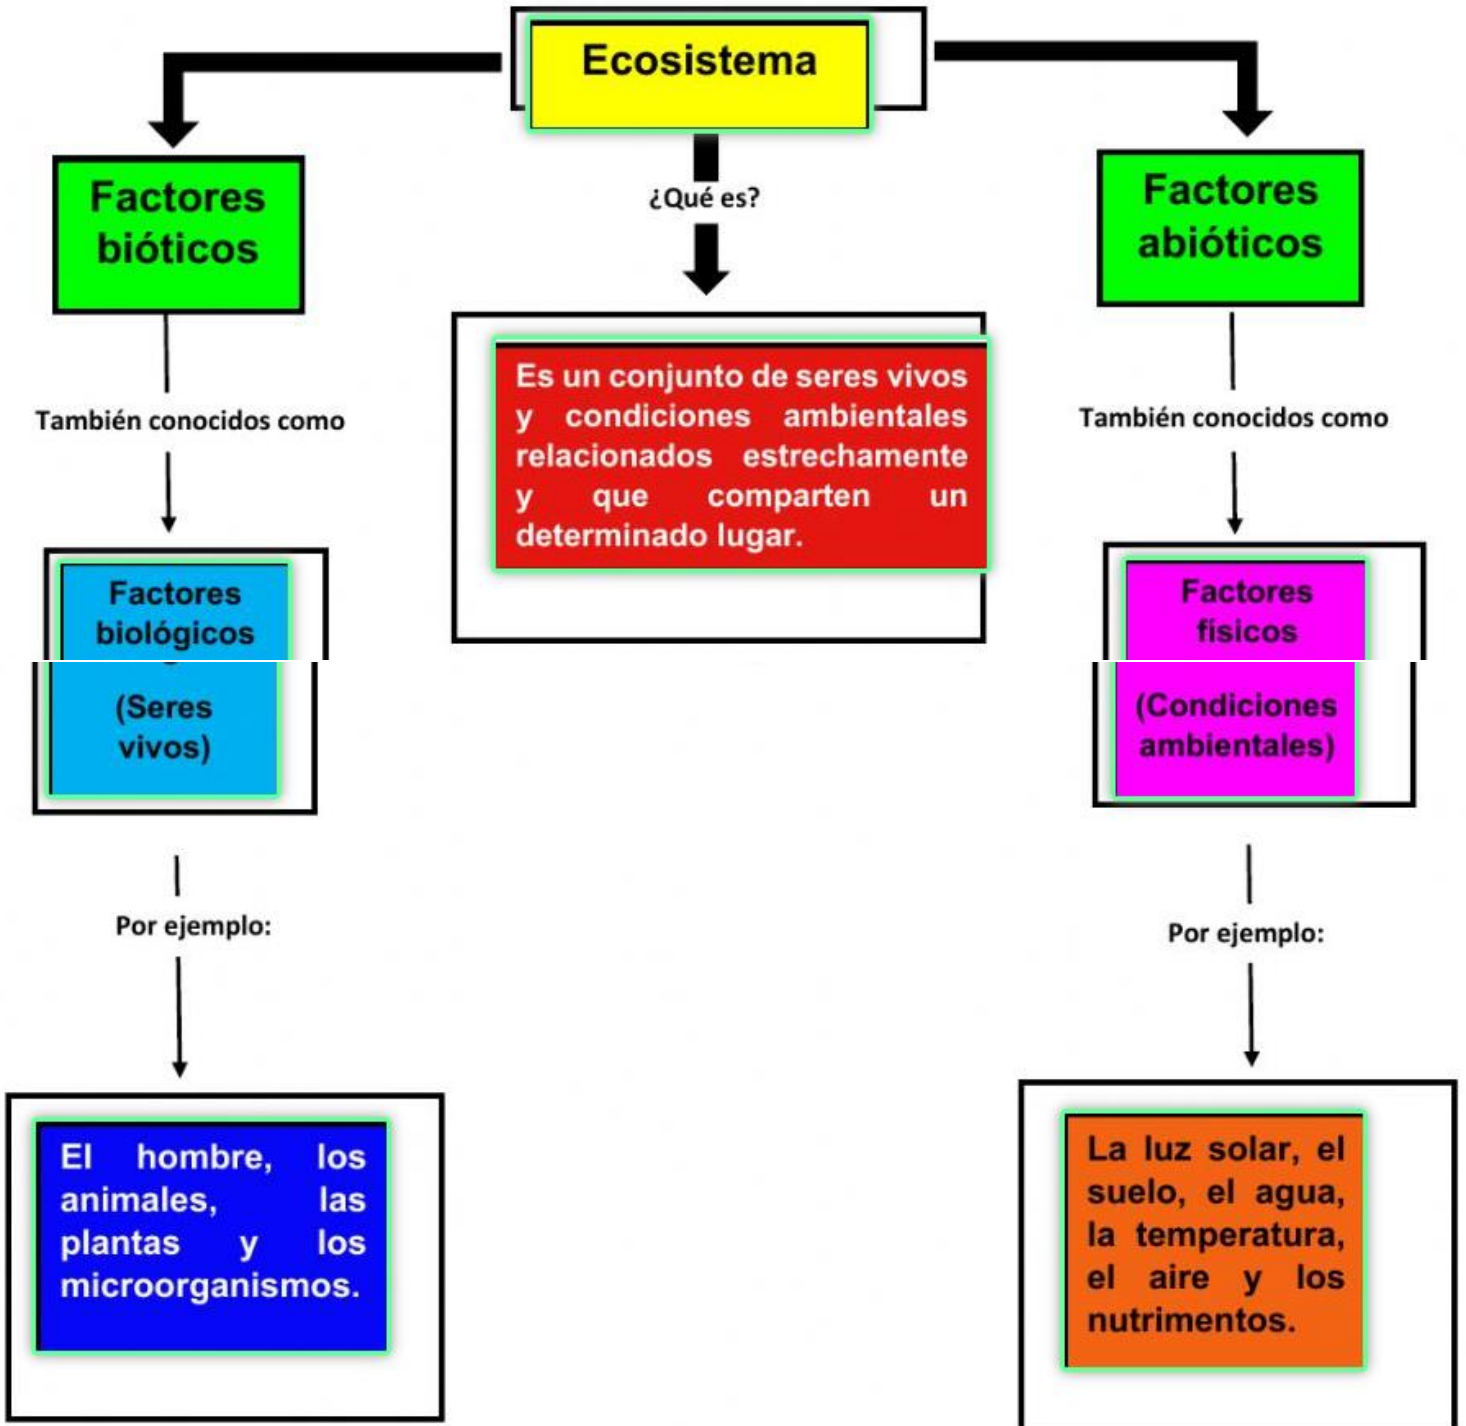 Ecosistema
Factores
bióticos
¿Qué es?
Factores
abióticos
También conocidos como
Es un conjunto de seres vivos
y condiciones ambientales
relacionados estrechamente
y que comparten un
determinado lugar.
También conocidos como
Factores
biológicos
(Seres
vivos)
Factores
físicos
(Condiciones
ambientales)
Por ejemplo:
Por ejemplo:
El hombre, los
animales, las
plantas y los
microorganismos.
La luz solar, el
suelo, el agua,
la temperatura,
el aire y los
nutrimentos.